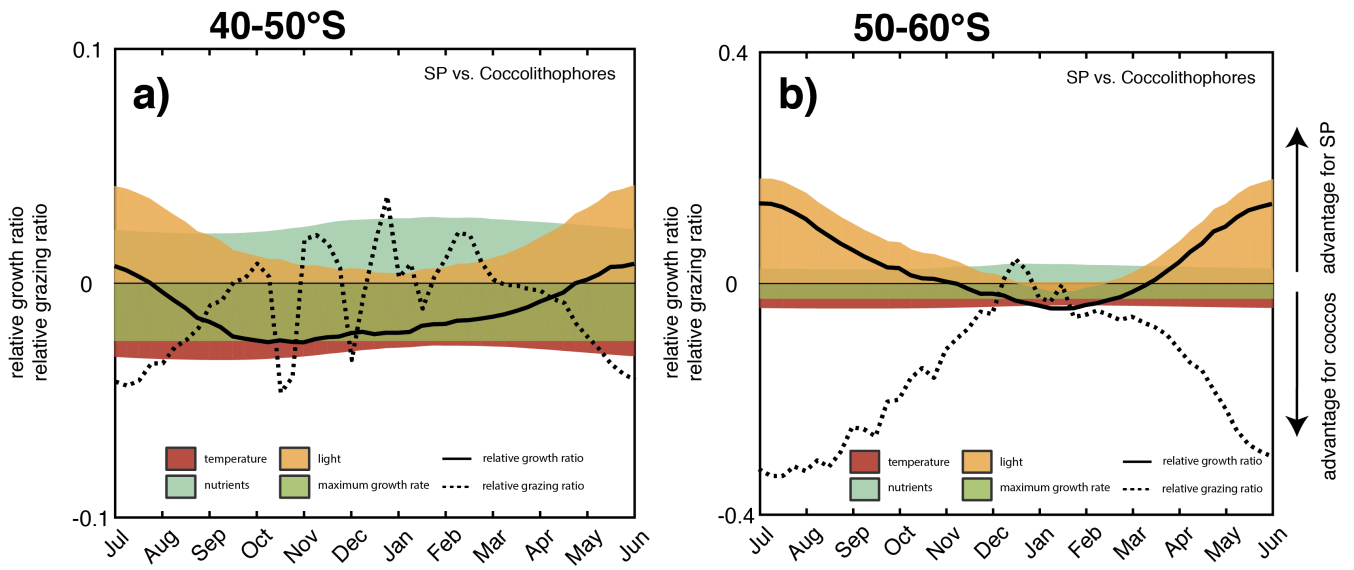 40-50°S
50-60°S
0.1
a)
SP vs. Coccolithophores
0
-0.1
relative growth ratio
relative grazing ratio
temperature
light
relative growth ratio
nutrients
maximum growth rate
relative grazing ratio
Jul
Aug
Sep
Oct
Nov
Dec
Jan
Feb
Mar
Apr
May
Jun
0.4
b)
SP vs. Coccolithophores
0
-0.4
relative growth ratio
relative grazing ratio
temperature
light
relative growth ratio
nutrients
maximum growth rate
relative grazing ratio
Jul
Aug
Sep
Oct
Nov
Dec
Jan
Feb
Mar
Apr
May
Jun
advantage for SP
advantage for coccos